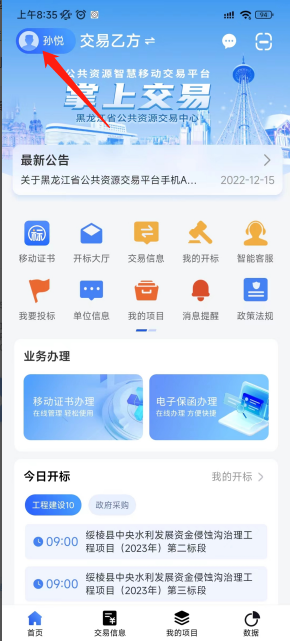 上午8:35
94
孙悦
交易乙方
公共资源智慧移动交易平台
掌上交易
黑龙江省公共资源交易中心
最新公告
关于黑龙江省公共资源交易平台手机A... 2022-12-15
移动证书 开标大厅 交易信息 我的开标 智能客服
我要投标 单位信息 我的项目 消息提醒 政策法规
业务办理
移动证书办理 电子保函办理
在线管理 轻松使用 在线办理 方便快捷
今日开标 我的开标
工程建设10 政府采购
09:00 绥棱县中央水利发展资金侵蚀沟治理工
程项目（2023年）第二标段
09:00 绥棱县中央水利发展资金侵蚀沟治理工
程项目（2023年）第三标段
首页 交易信息 我的项目 数据